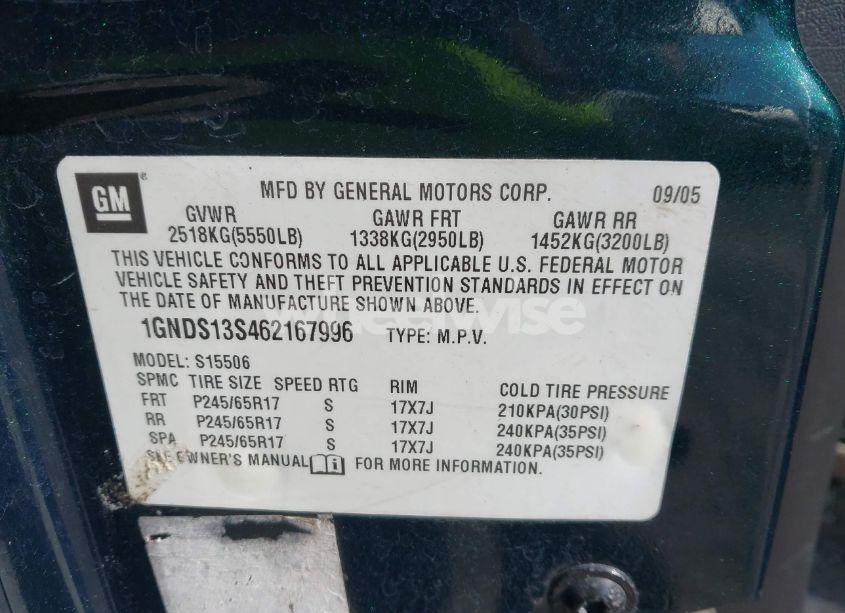 GM
MFD BY GENERAL MOTORS CORP. 09/05
GVWR GAWR FRT GAWR RR
2518KG(5550LB) 1338KG(2950LB) 1452KG(3200LB)
THIS VEHICLE CONFORMS TO ALL APPLICABLE U.S. FEDERAL MOTOR
VEHICLE SAFETY AND THEFT PREVENTION STANDARDS IN EFFECT ON
THE DATE OF MANUFACTURE SHOWN ABOVE.
1GNDS13S462167996 TYPE: M.P.V.
MODEL: S15506
SPMC TIRE SIZE SPEED RTG RIM COLD TIRE PRESSURE
FRT P245/65R17 S 17X7J 210KPA(30PSI)
RR P245/65R17 S 17X7J 240KPA(35PSI)
SPA P245/65R17 S 17X7J 240KPA(35PSI)
SEE OWNER'S MANUAL FOR MORE INFORMATION.